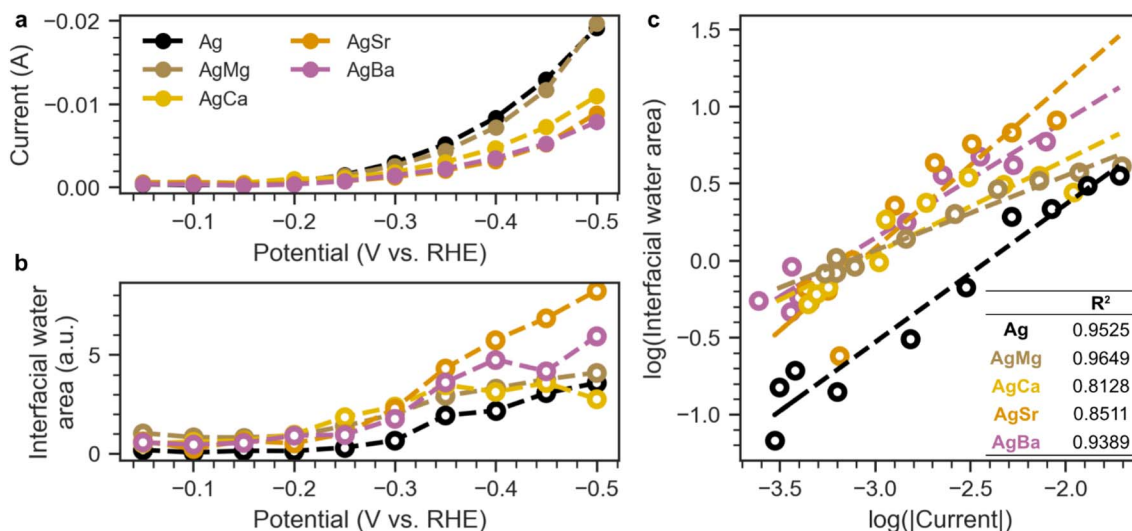 a
−0.02
−0.01
0.00
Current (A)
Ag
AgMg
AgCa
AgSr
AgBa
−0.1
−0.2
−0.3
−0.4
−0.5
Potential (V vs. RHE)
b
5
0
Interfacial water
area (a.u.)
−0.1
−0.2
−0.3
−0.4
−0.5
Potential (V vs. RHE)
c
1.5
1.0
0.5
0.0
−0.5
−1.0
log(Interfacial water area)
R²
Ag 0.9525
AgMg 0.9649
AgCa 0.8128
AgSr 0.8511
AgBa 0.9389
−3.5
−3.0
−2.5
−2.0
log(|Current|)